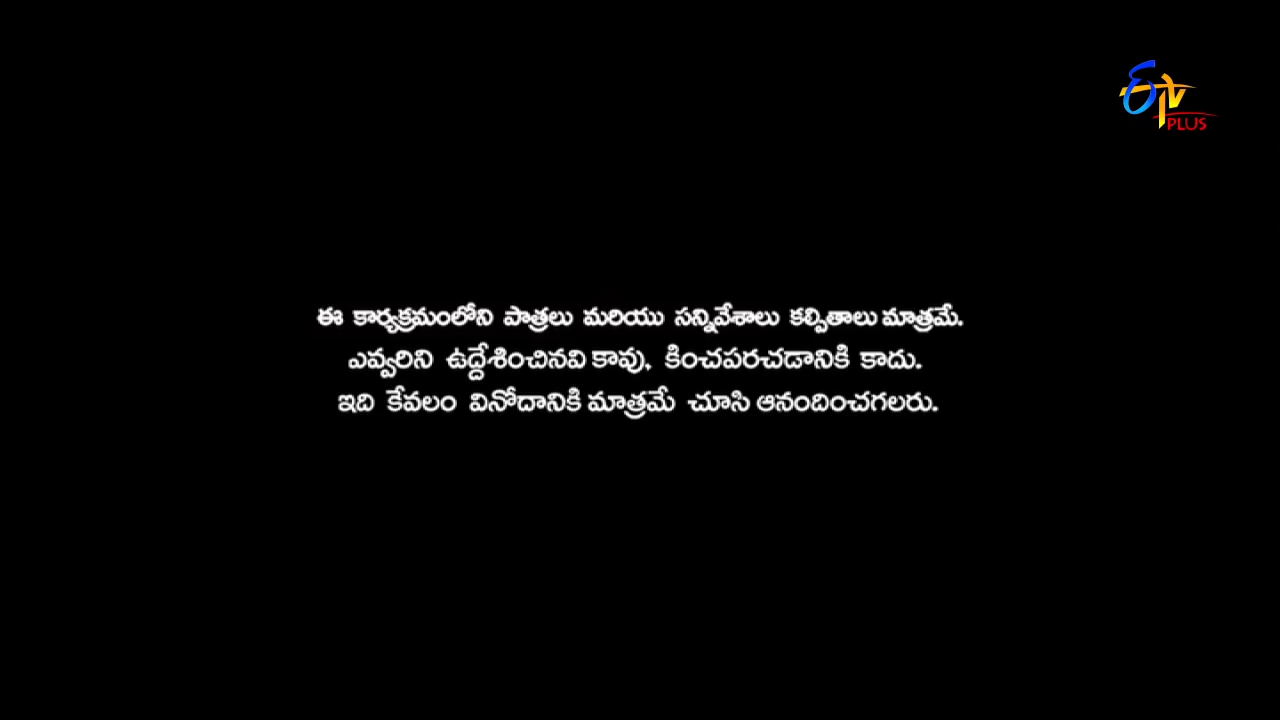 ETV
PLUS
ఈ కార్యక్రమంలోని పాత్రలు మరియు సన్నివేశాలు కల్పితాలు మాత్రమే.
ఎవ్వరిని ఉద్దేశించినవి కావు. కించపరచడానికి కాదు.
ఇది కేవలం వినోదానికి మాత్రమే చూసి ఆనందించగలరు.